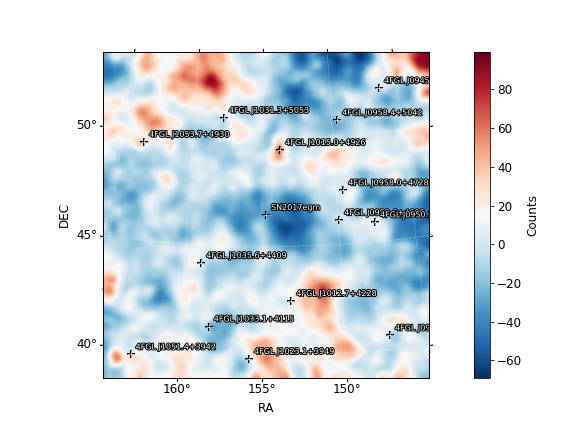 4FGL J0945
4FGL J1031.3+5053
4FGL J0958.4+5042
4FGL J1053.7+4930
4FGL J1015.0+4926
4FGL J0958.0+4728
SN2017egm
4FGL J1035.6+4409
4FGL J1012.7+4228
4FGL J1033.1+4115
4FGL J09
4FGL J1051.4+3942
4FGL J1023.1+3949
50°
45°
40°
160°
155°
150°
RA
DEC
80
60
40
20
0
−20
−40
−60
Counts